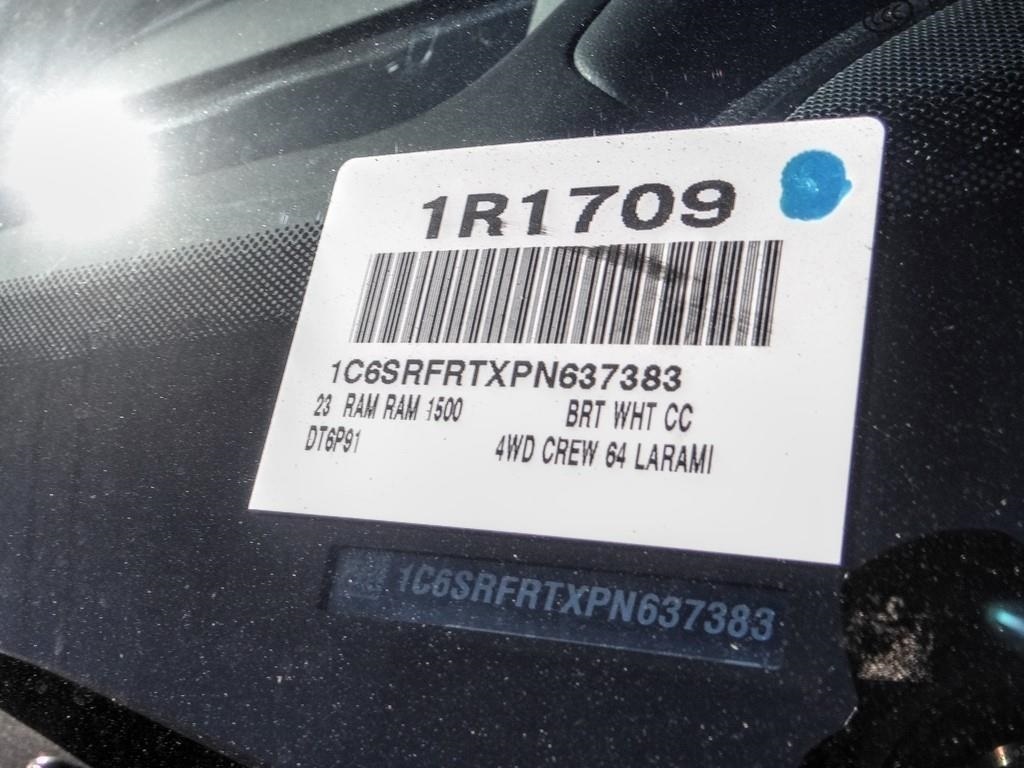 1R1709
1C6SRFRTXPN637383
23 RAM RAM 1500 BRT WHT CC
DT6P91 4WD CREW 64 LARAMI
1C6SRFRTXPN637383